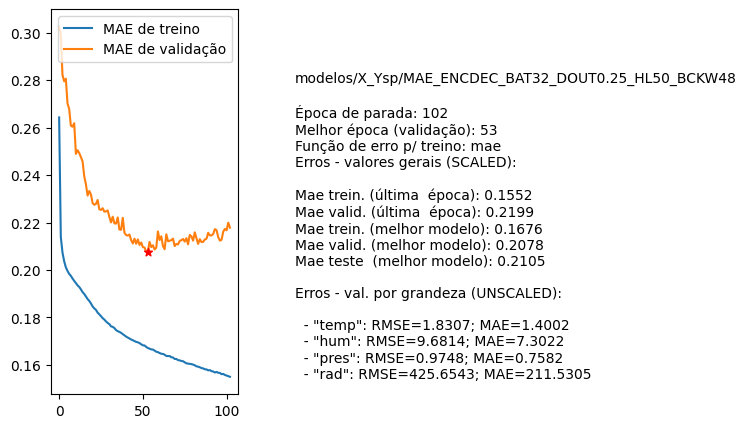 MAE de treino
MAE de validação
0.30
0.28
0.26
0.24
0.22
0.20
0.18
0.16
0
50
100
modelos/X_Ysp/MAE_ENCDEC_BAT32_DOUT0.25_HL50_BCKW48
Época de parada: 102
Melhor época (validação): 53
Função de erro p/ treino: mae
Erros - valores gerais (SCALED):
Mae trein. (última  época): 0.1552
Mae valid. (última  época): 0.2199
Mae trein. (melhor modelo): 0.1676
Mae valid. (melhor modelo): 0.2078
Mae teste  (melhor modelo): 0.2105
Erros - val. por grandeza (UNSCALED):
- "temp": RMSE=1.8307; MAE=1.4002
- "hum": RMSE=9.6814; MAE=7.3022
- "pres": RMSE=0.9748; MAE=0.7582
- "rad": RMSE=425.6543; MAE=211.5305